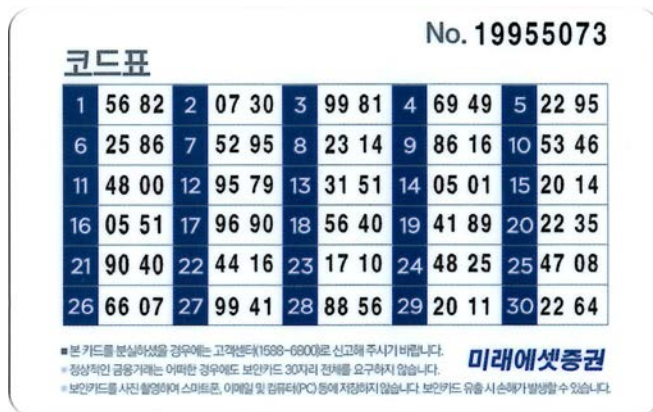 No. 19955073
코드표
1 56 82 2 07 30 3 99 81 4 69 49 5 22 95
6 25 86 7 52 95 8 23 14 9 86 16 10 53 46
11 48 00 12 95 79 13 31 51 14 05 01 15 20 14
16 05 51 17 96 90 18 56 40 19 41 89 20 22 35
21 90 40 22 44 16 23 17 10 24 48 25 25 47 08
26 66 07 27 99 41 28 88 56 29 20 11 30 22 64
■ 본 카드를 분실하셨을 경우에는 고객센터(1588-6800)로 신고해 주시기 바랍니다.
■ 정상적인 금융거래는 어떠한 경우에도 보안카드 30자리 전체를 요구하지 않습니다.
미래에셋증권
■ 보안카드를 사진 촬영하여 스마트폰, 이메일 및 컴퓨터(PC) 등에 저장하지 않습니다. 보안카드 유출 시 손해가 발생할 수 있습니다.